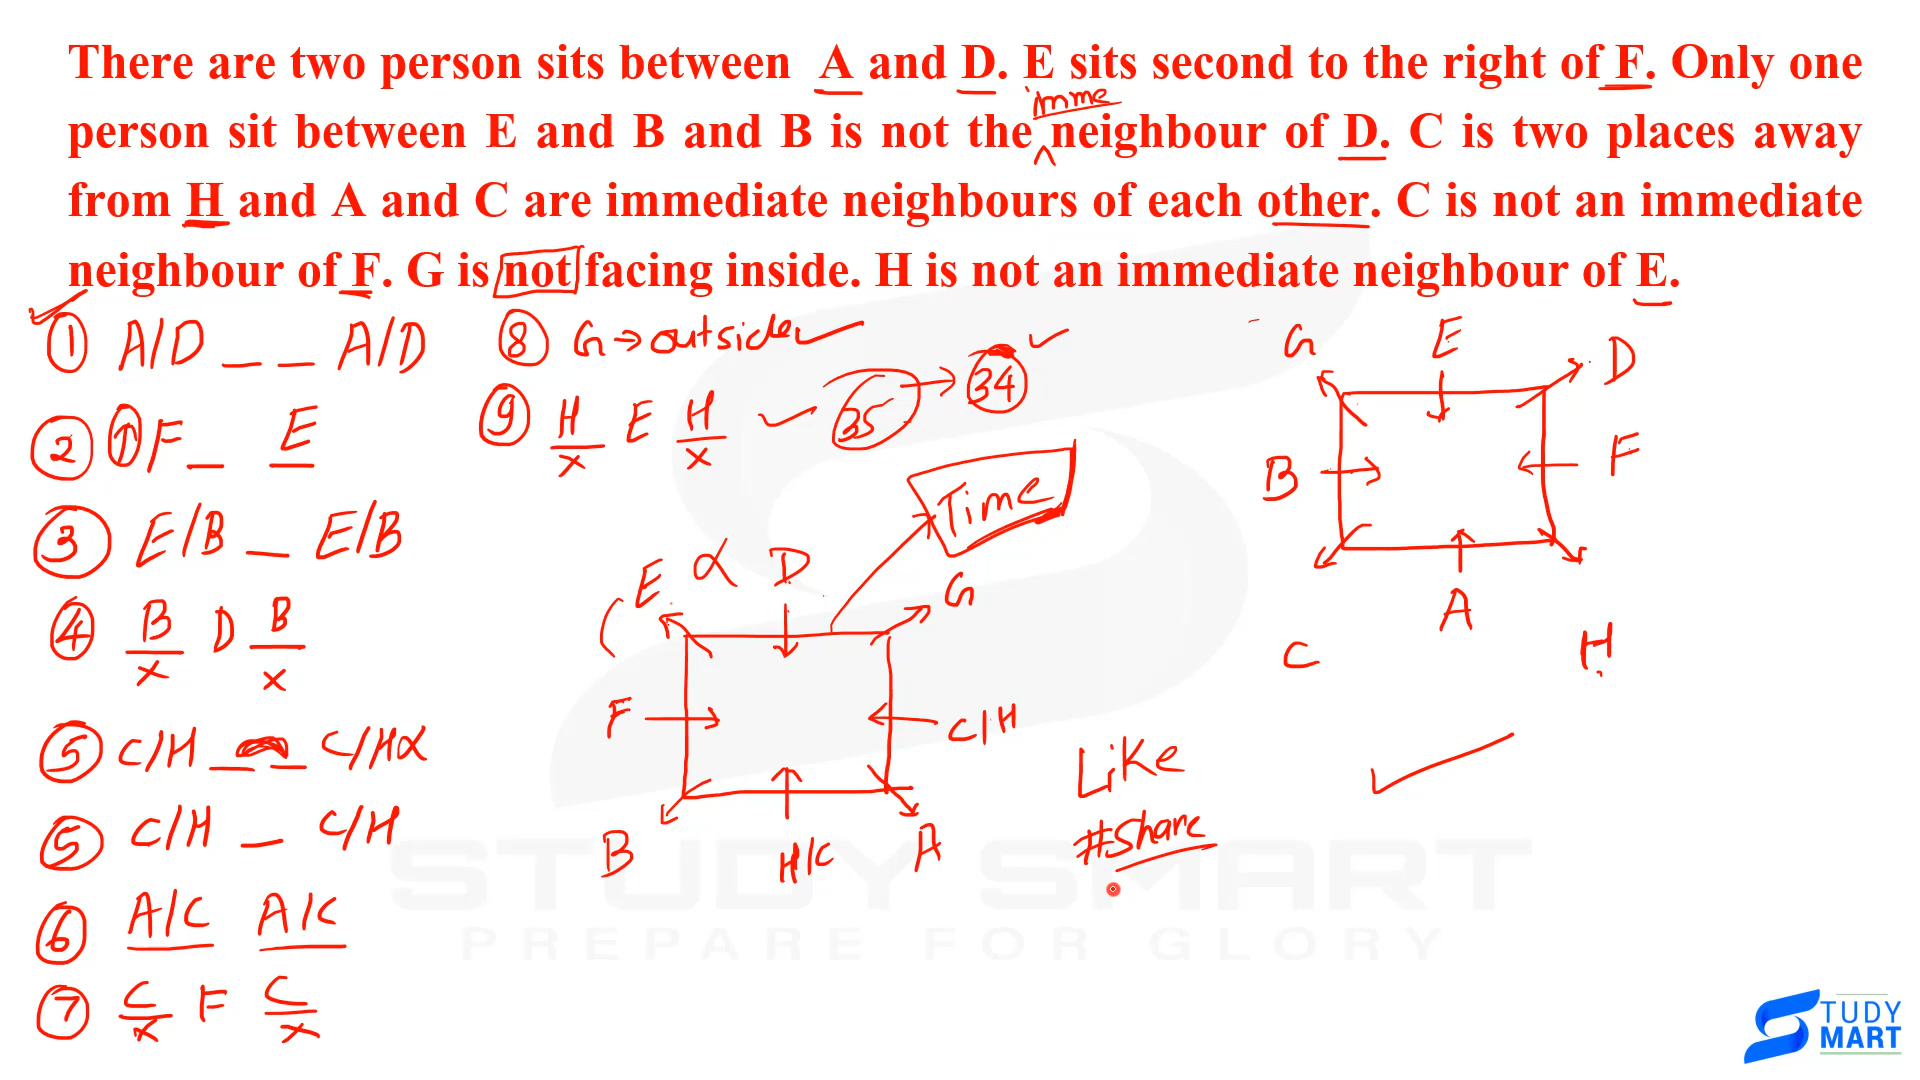 There are two person sits between A and D. E sits second to the right of F. Only one
imme
person sit between E and B and B is not the ^ neighbour of D. C is two places away
from H and A and C are immediate neighbours of each other. C is not an immediate
neighbour of F. G is not facing inside. H is not an immediate neighbour of E.
① A/D _ _ A/D
② ↑ F _ E
③ E/B _ E/B
④ B/x D B/x
⑤ C/H _ _ C/H α
⑤ C/H _ C/H
⑥ A/C A/C
⑦ C/x F C/x
⑧ G → outside
⑨ H/x E H/x
35 → 34
Time
E α D G
F C/H
B H/C A
Like
#Share
G E D
B F
A
C H
STUDY SMART
PREPARE FOR GLORY
STUDY
MART